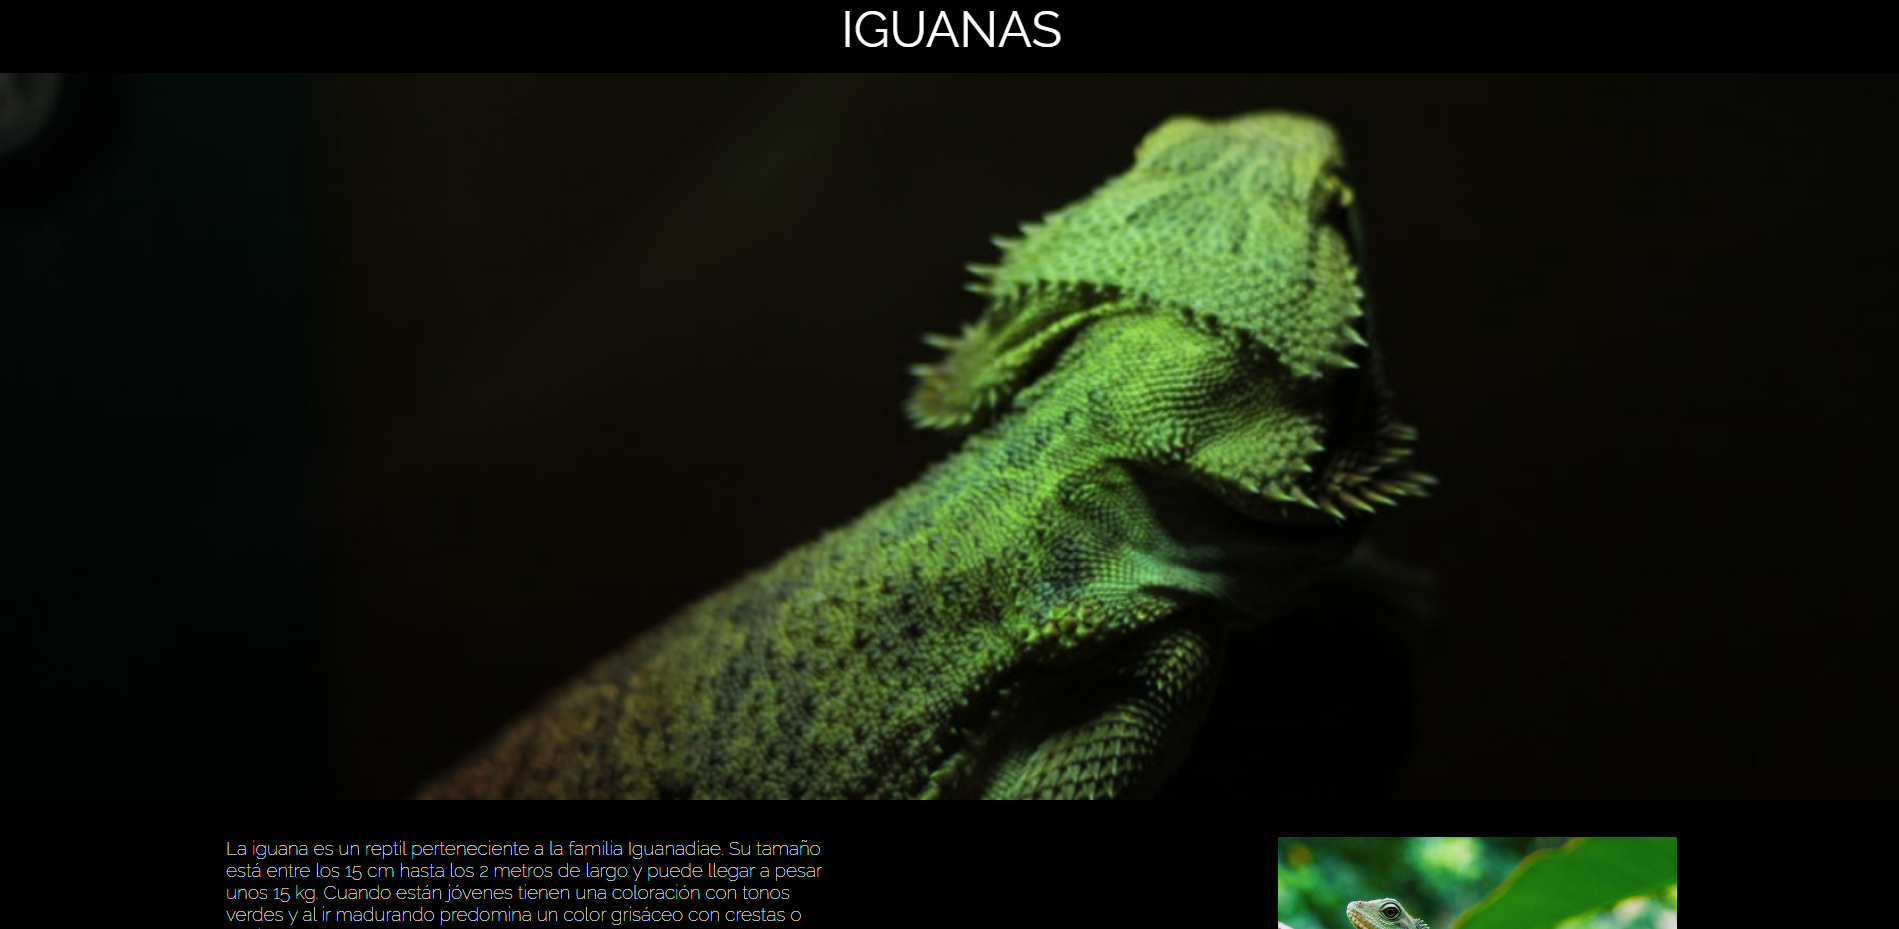 IGUANAS
La iguana es un reptil perteneciente a la familia Iguanadiae. Su tamaño
está entre los 15 cm hasta los 2 metros de largo y puede llegar a pesar
unos 15 kg. Cuando están jóvenes tienen una coloración con tonos
verdes y al ir madurando predomina un color grisáceo con crestas o